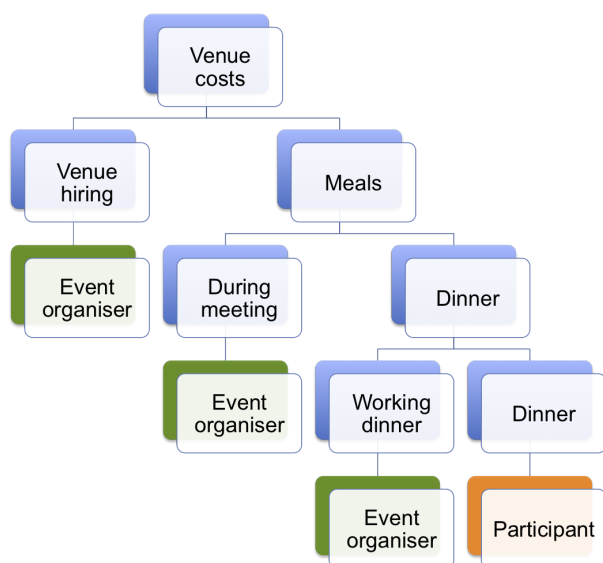 Venue
costs
Venue
hiring
Meals
Event
organiser
During
meeting
Dinner
Event
organiser
Working
dinner
Dinner
Event
organiser
Participant